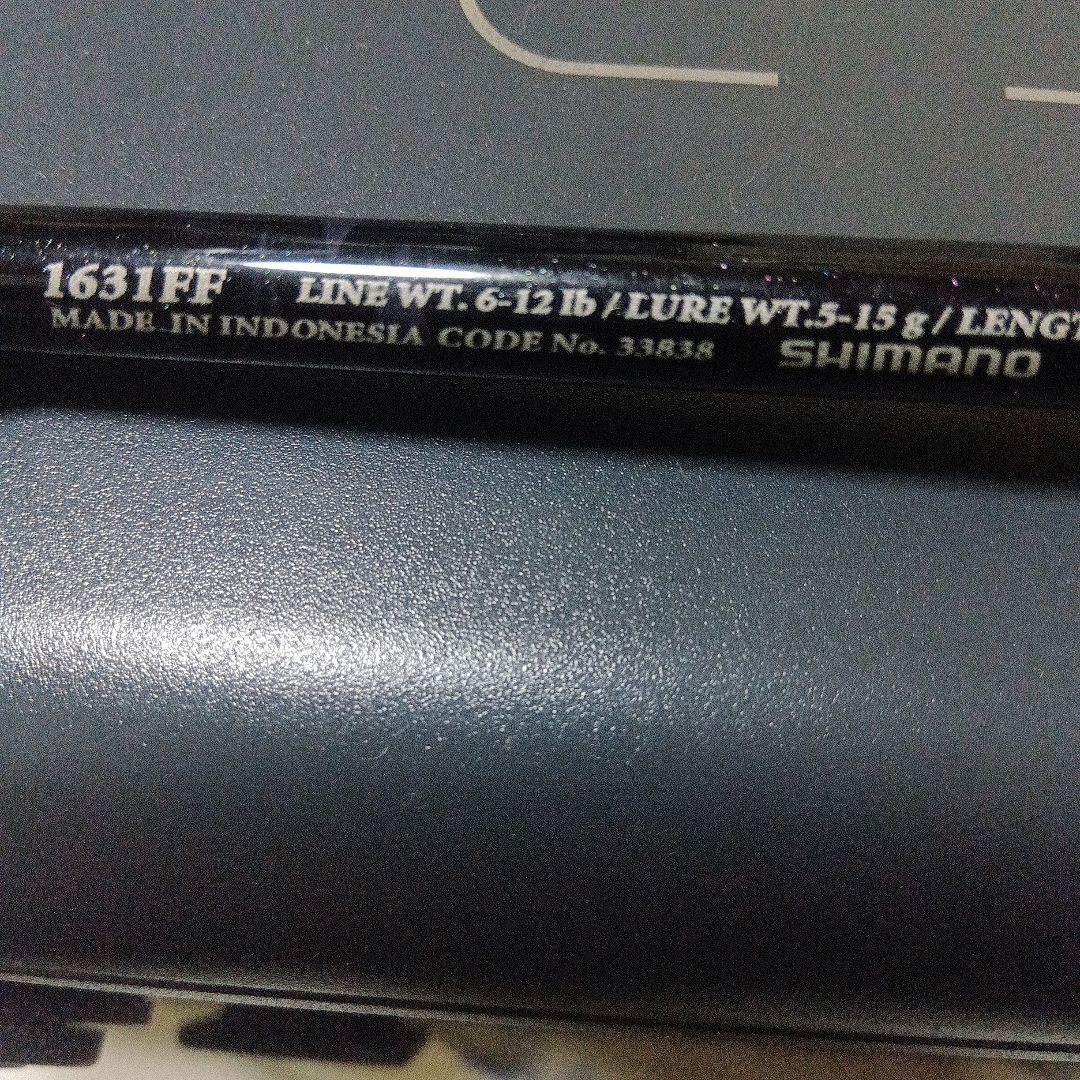 1631FF LINE WT. 6-12 lb / LURE WT.5-15 g / LENGT
MADE IN INDONESIA CODE No. 33838 SHIMANO